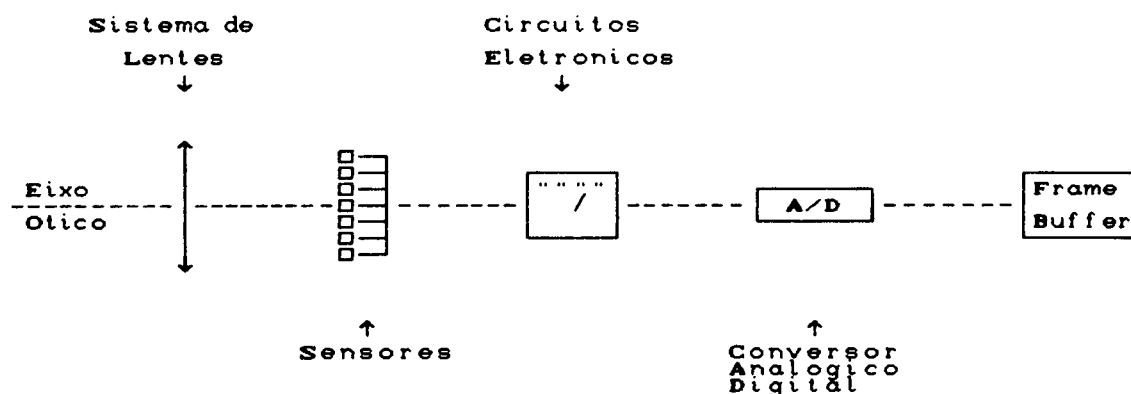 Sistema de
Lentes
Circuitos
Eletronicos
Eixo
Otico
A/D
Frame
Buffer
Sensores
Conversor
Analogico
Digital